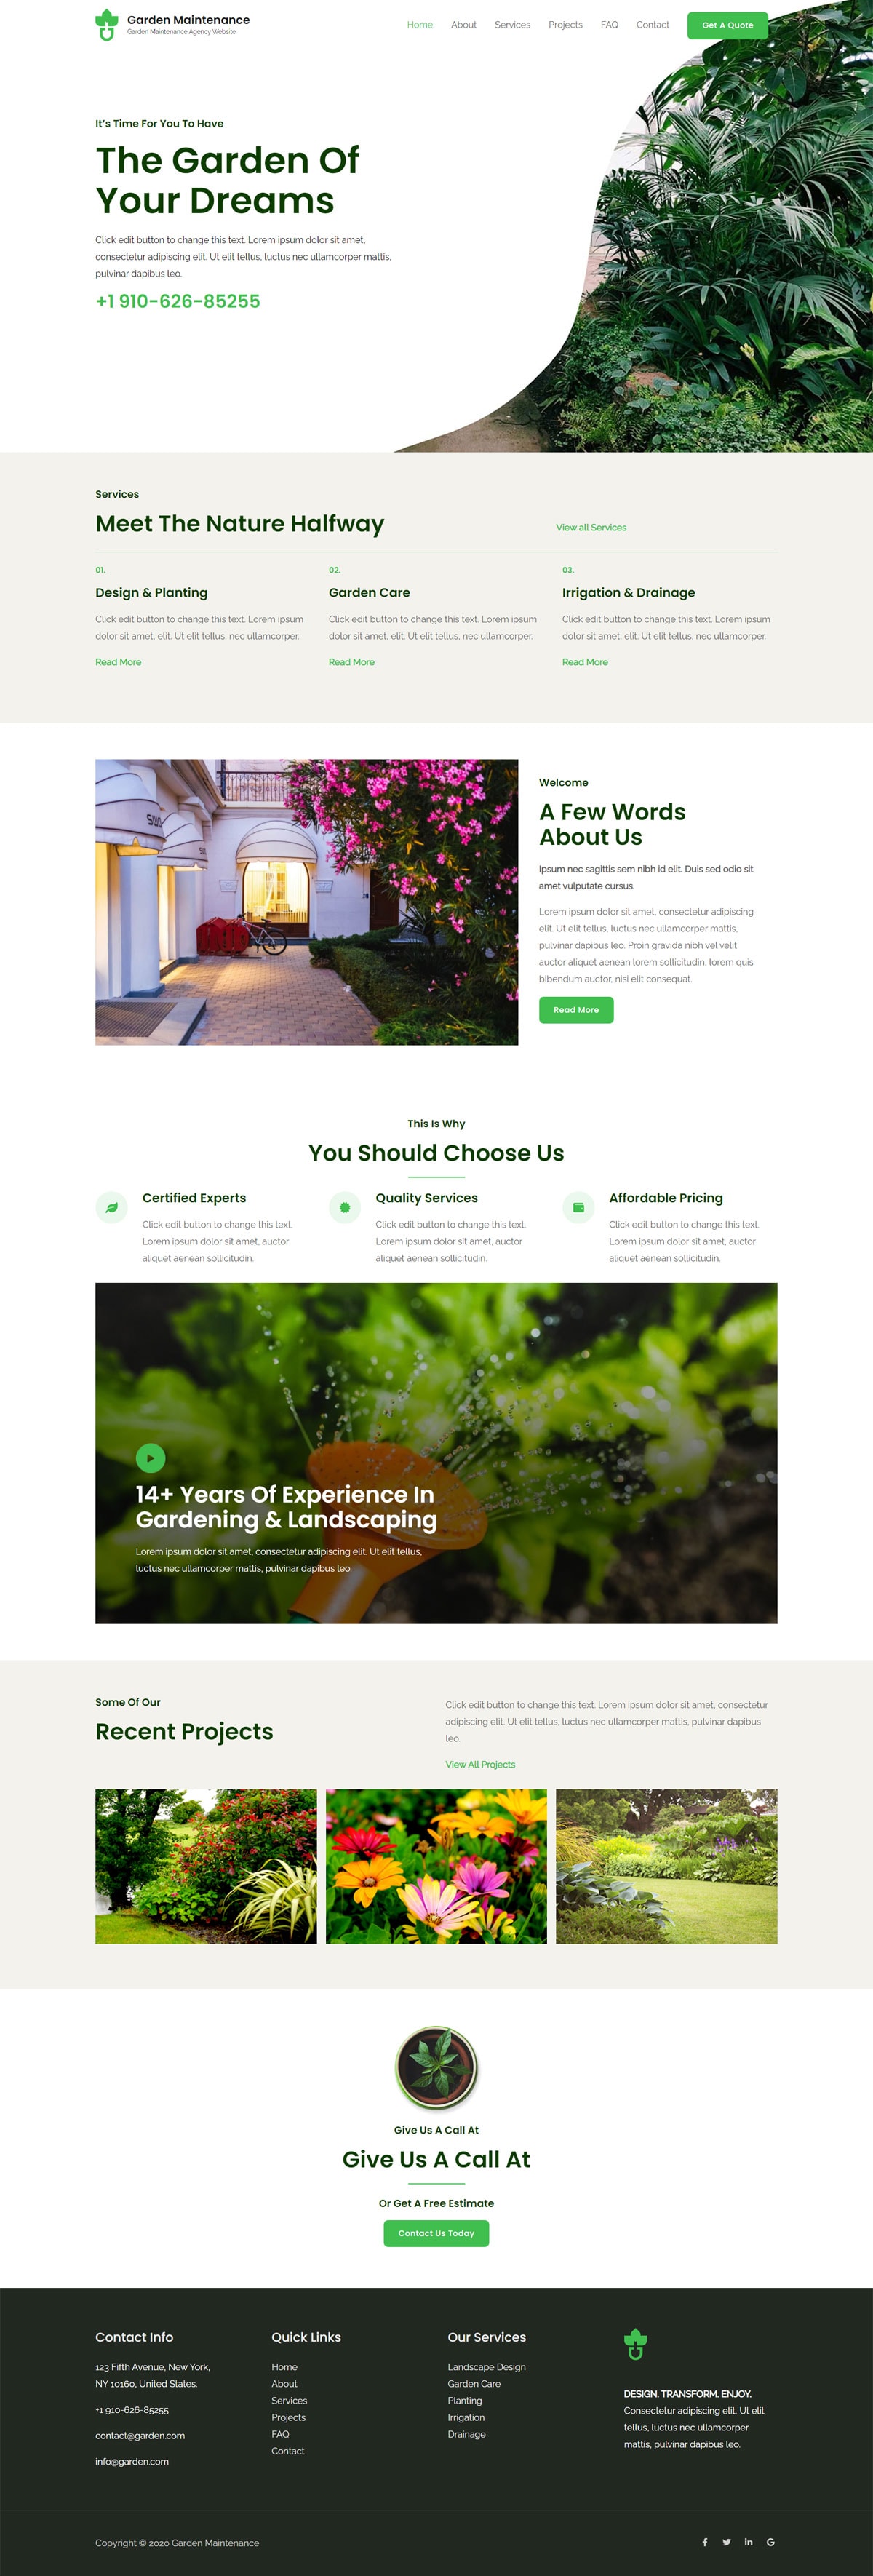 Garden Maintenance
Garden Maintenance Agency Website
Home About Services Projects FAQ Contact Get A Quote
It's Time For You To Have
The Garden Of
Your Dreams
Click edit button to change this text. Lorem ipsum dolor sit amet,
consectetur adipiscing elit. Ut elit tellus, luctus nec ullamcorper mattis,
pulvinar dapibus leo.
+1 910-626-85255
Services
Meet The Nature Halfway
View all Services
01.
Design & Planting
Click edit button to change this text. Lorem ipsum
dolor sit amet, elit. Ut elit tellus, nec ullamcorper.
Read More
02.
Garden Care
Click edit button to change this text. Lorem ipsum
dolor sit amet, elit. Ut elit tellus, nec ullamcorper.
Read More
03.
Irrigation & Drainage
Click edit button to change this text. Lorem ipsum
dolor sit amet, elit. Ut elit tellus, nec ullamcorper.
Read More
Welcome
A Few Words
About Us
Ipsum nec sagittis sem nibh id elit. Duis sed odio sit
amet vulputate cursus.
Lorem ipsum dolor sit amet, consectetur adipiscing
elit. Ut elit tellus, luctus nec ullamcorper mattis,
pulvinar dapibus leo. Proin gravida nibh vel velit
auctor aliquet aenean lorem sollicitudin, lorem quis
bibendum auctor, nisi elit consequat.
Read More
This Is Why
You Should Choose Us
Certified Experts
Click edit button to change this text.
Lorem ipsum dolor sit amet, auctor
aliquet aenean sollicitudin.
Quality Services
Click edit button to change this text.
Lorem ipsum dolor sit amet, auctor
aliquet aenean sollicitudin.
Affordable Pricing
Click edit button to change this text.
Lorem ipsum dolor sit amet, auctor
aliquet aenean sollicitudin.
14+ Years Of Experience In
Gardening & Landscaping
Lorem ipsum dolor sit amet, consectetur adipiscing elit. Ut elit tellus,
luctus nec ullamcorper mattis, pulvinar dapibus leo.
Some Of Our
Recent Projects
Click edit button to change this text. Lorem ipsum dolor sit amet, consectetur
adipiscing elit. Ut elit tellus, luctus nec ullamcorper mattis, pulvinar dapibus
leo.
View All Projects
Give Us A Call At
Give Us A Call At
Or Get A Free Estimate
Contact Us Today
Contact Info
123 Fifth Avenue, New York,
NY 10160, United States.
+1 910-626-85255
contact@garden.com
info@garden.com
Quick Links
Home
About
Services
Projects
FAQ
Contact
Our Services
Landscape Design
Garden Care
Planting
Irrigation
Drainage
DESIGN. TRANSFORM. ENJOY.
Consectetur adipiscing elit. Ut elit
tellus, luctus nec ullamcorper
mattis, pulvinar dapibus leo.
Copyright © 2020 Garden Maintenance